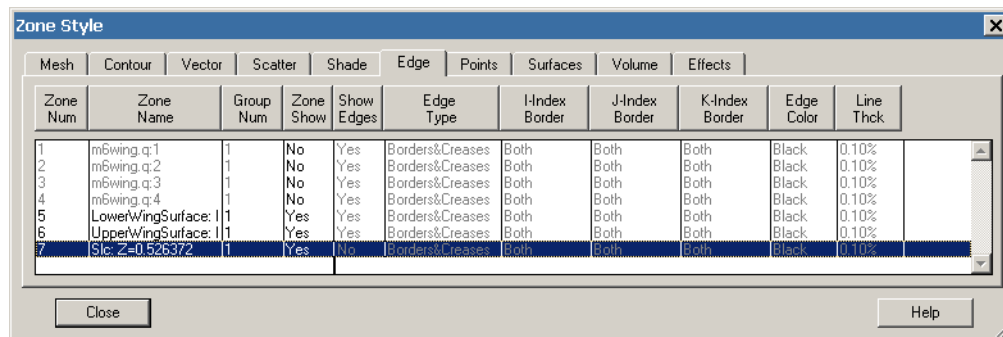 Zone Style
Mesh Contour Vector Scatter Shade Edge Points Surfaces Volume Effects
Zone Num Zone Name Group Num Zone Show Show Edges Edge Type I-Index Border J-Index Border K-Index Border Edge Color Line Thck
1 m6wing.q:1 1 No Yes Borders&Creases Both Both Both Black 0.10%
2 m6wing.q:2 1 No Yes Borders&Creases Both Both Both Black 0.10%
3 m6wing.q:3 1 No Yes Borders&Creases Both Both Both Black 0.10%
4 m6wing.q:4 1 No Yes Borders&Creases Both Both Both Black 0.10%
5 LowerWingSurface: I 1 Yes Yes Borders&Creases Both Both Both Black 0.10%
6 UpperWingSurface: I 1 Yes Yes Borders&Creases Both Both Both Black 0.10%
7 Slc: Z=0.526372 1 Yes No Borders&Creases Both Both Both Black 0.10%
Close Help